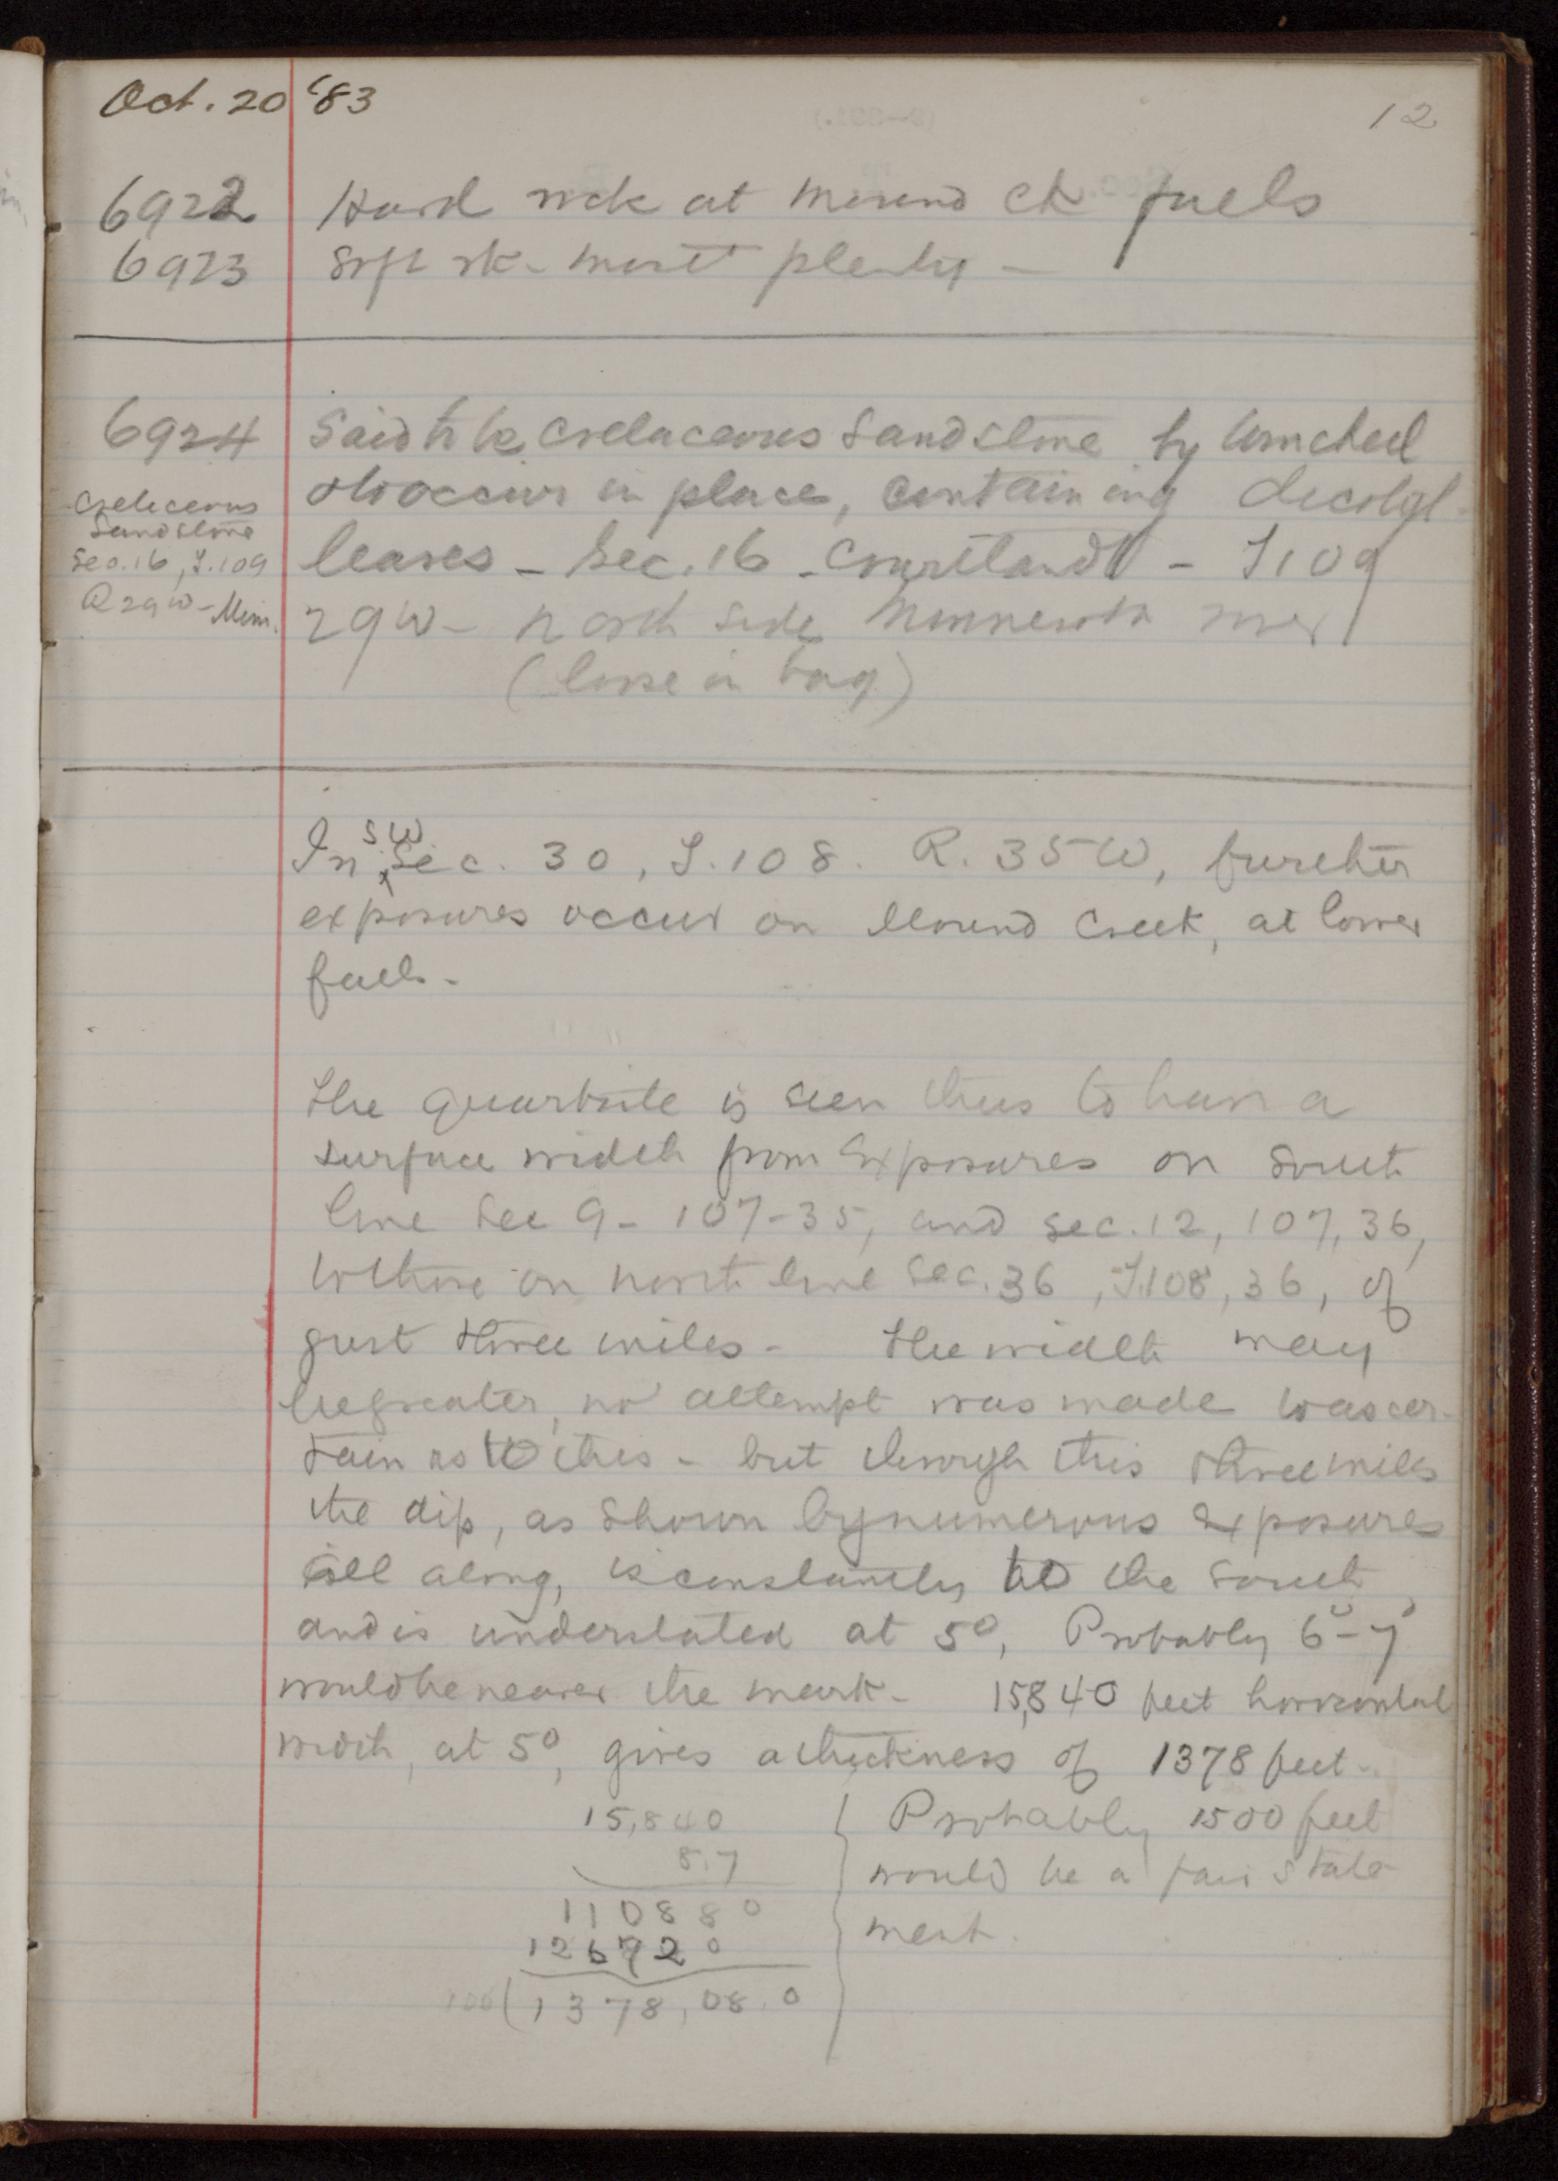 Oct. 20 '83
12
6922 Hard rock at Mound Ck falls
6923 Soft rk - most plenty -
6924 Said to be Cretaceous Sandstone by Winchell
to occur in place, containing dicotyl
leaves - Sec. 16 - Courtland - T109
29W - north side Minnesota river
(loose in bag)
Cretaceous
Sandstone
Sec. 16, T.109
R 29 W - Minn.
In SW Sec. 30, T.108. R. 35W, further
exposures occur on Mound Creek, at lower
falls -
The quartzite is seen thus to have a
surface width from exposures on south
line Sec 9 - 107-35, and sec. 12, 107, 36,
to those on north line Sec. 36, T.108, 36, of
just three miles - The width may
be greater, no attempt was made to ascer-
tain as to this - but through this three miles
the dip, as shown by numerous exposures
all along, is constantly to the south
and is understated at 5°, Probably 6°-7°
would be nearer the mark - 15,840 feet horizontal
width, at 5°, gives a thickness of 1378 feet -
15,840
8.7
110880
126720
100(1378,08.0
Probably 1500 feet
would be a fair state
ment.